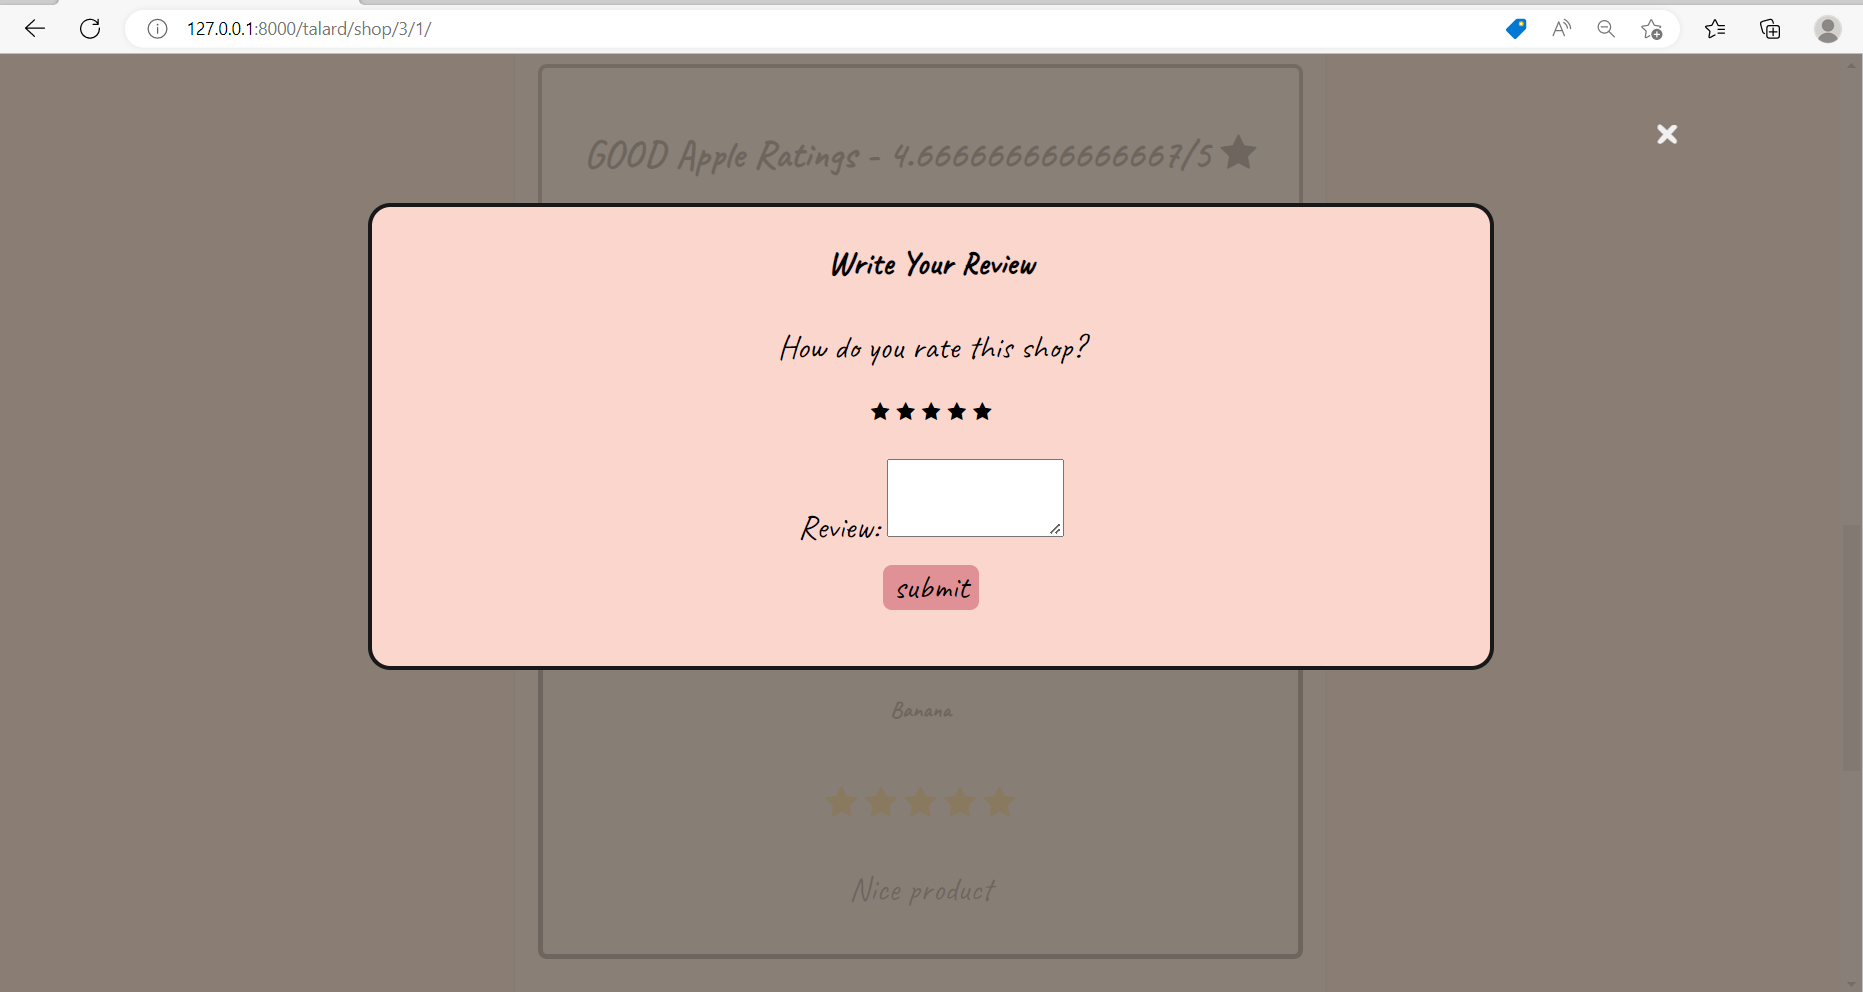 127.0.0.1:8000/talard/shop/3/1/
GOOD Apple Ratings - 4.666666666666667/5
Write Your Review
How do you rate this shop?
Review:
submit
Banana
Nice product